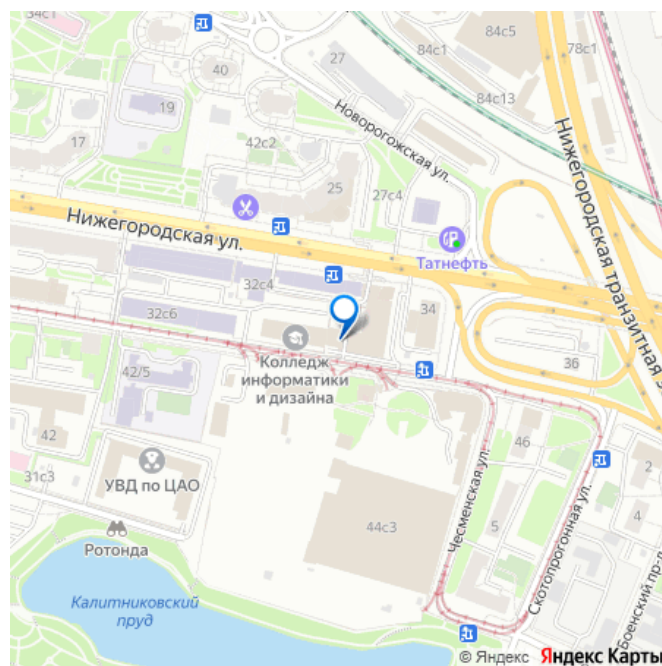 84с5
78с1
27
84с1
40
84с13
19
Новорогожская ул.
17
42с2
25
27с4
Нижегородская ул.
Татнефть
Нижегородская транзитная э
32с4
32с6
34
36
Колледж
информатики
и дизайна
42/5
42
46
31с3
УВД по ЦАО
2
Чесменская ул.
Скотопрогонная ул.
4
44с3
5
Ротонда
Калитниковский
пруд
Боенский пр-д
© Яндекс Яндекс Карты